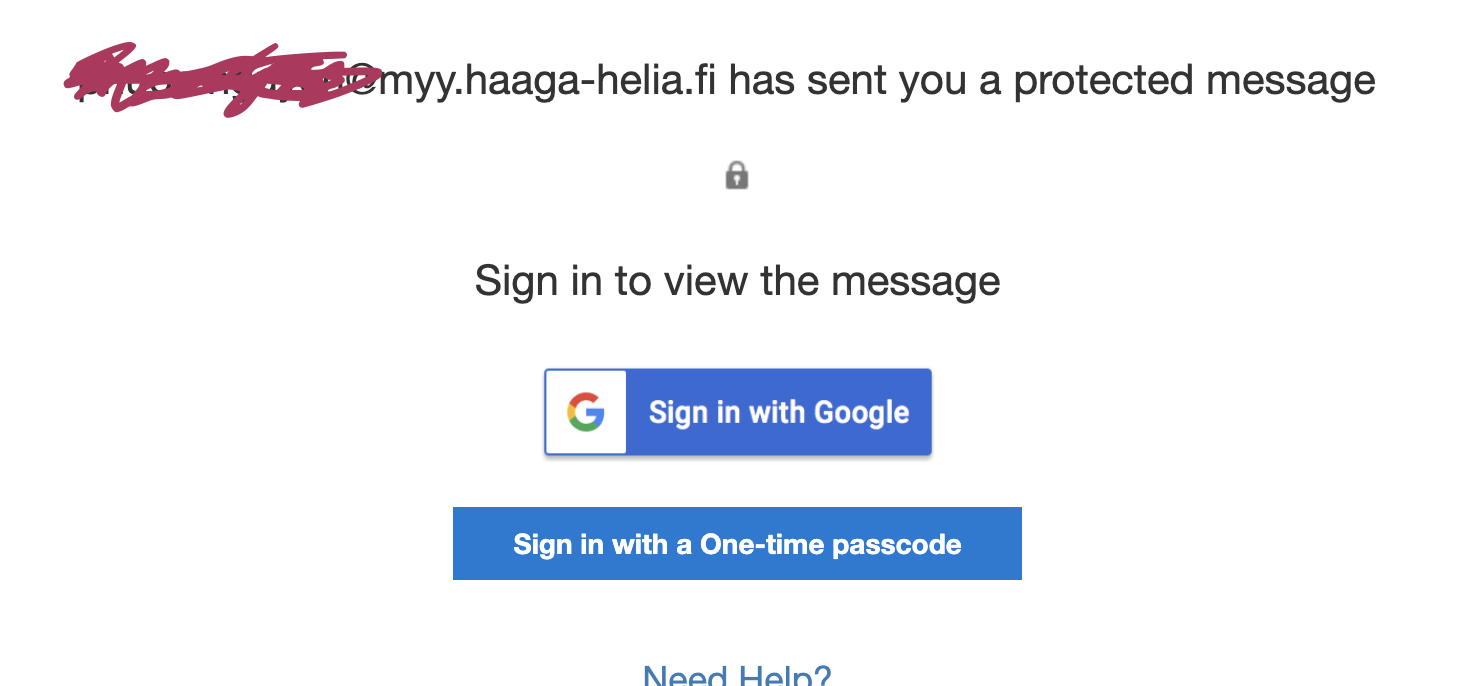 @myy.haaga-helia.fi has sent you a protected message
Sign in to view the message
Sign in with Google
Sign in with a One-time passcode
Need Help?